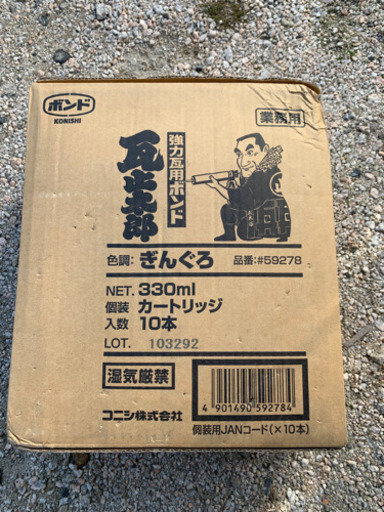 ボンド
KONISHI
業務用
強力瓦用ボンド
瓦止太郎
色調: ぎんぐろ 品番:#59278
NET. 330ml
個装 カートリッジ
入数 10本
LOT. 103292
湿気厳禁
コニシ株式会社
4 901490 592784
個装用JANコード(×10本)